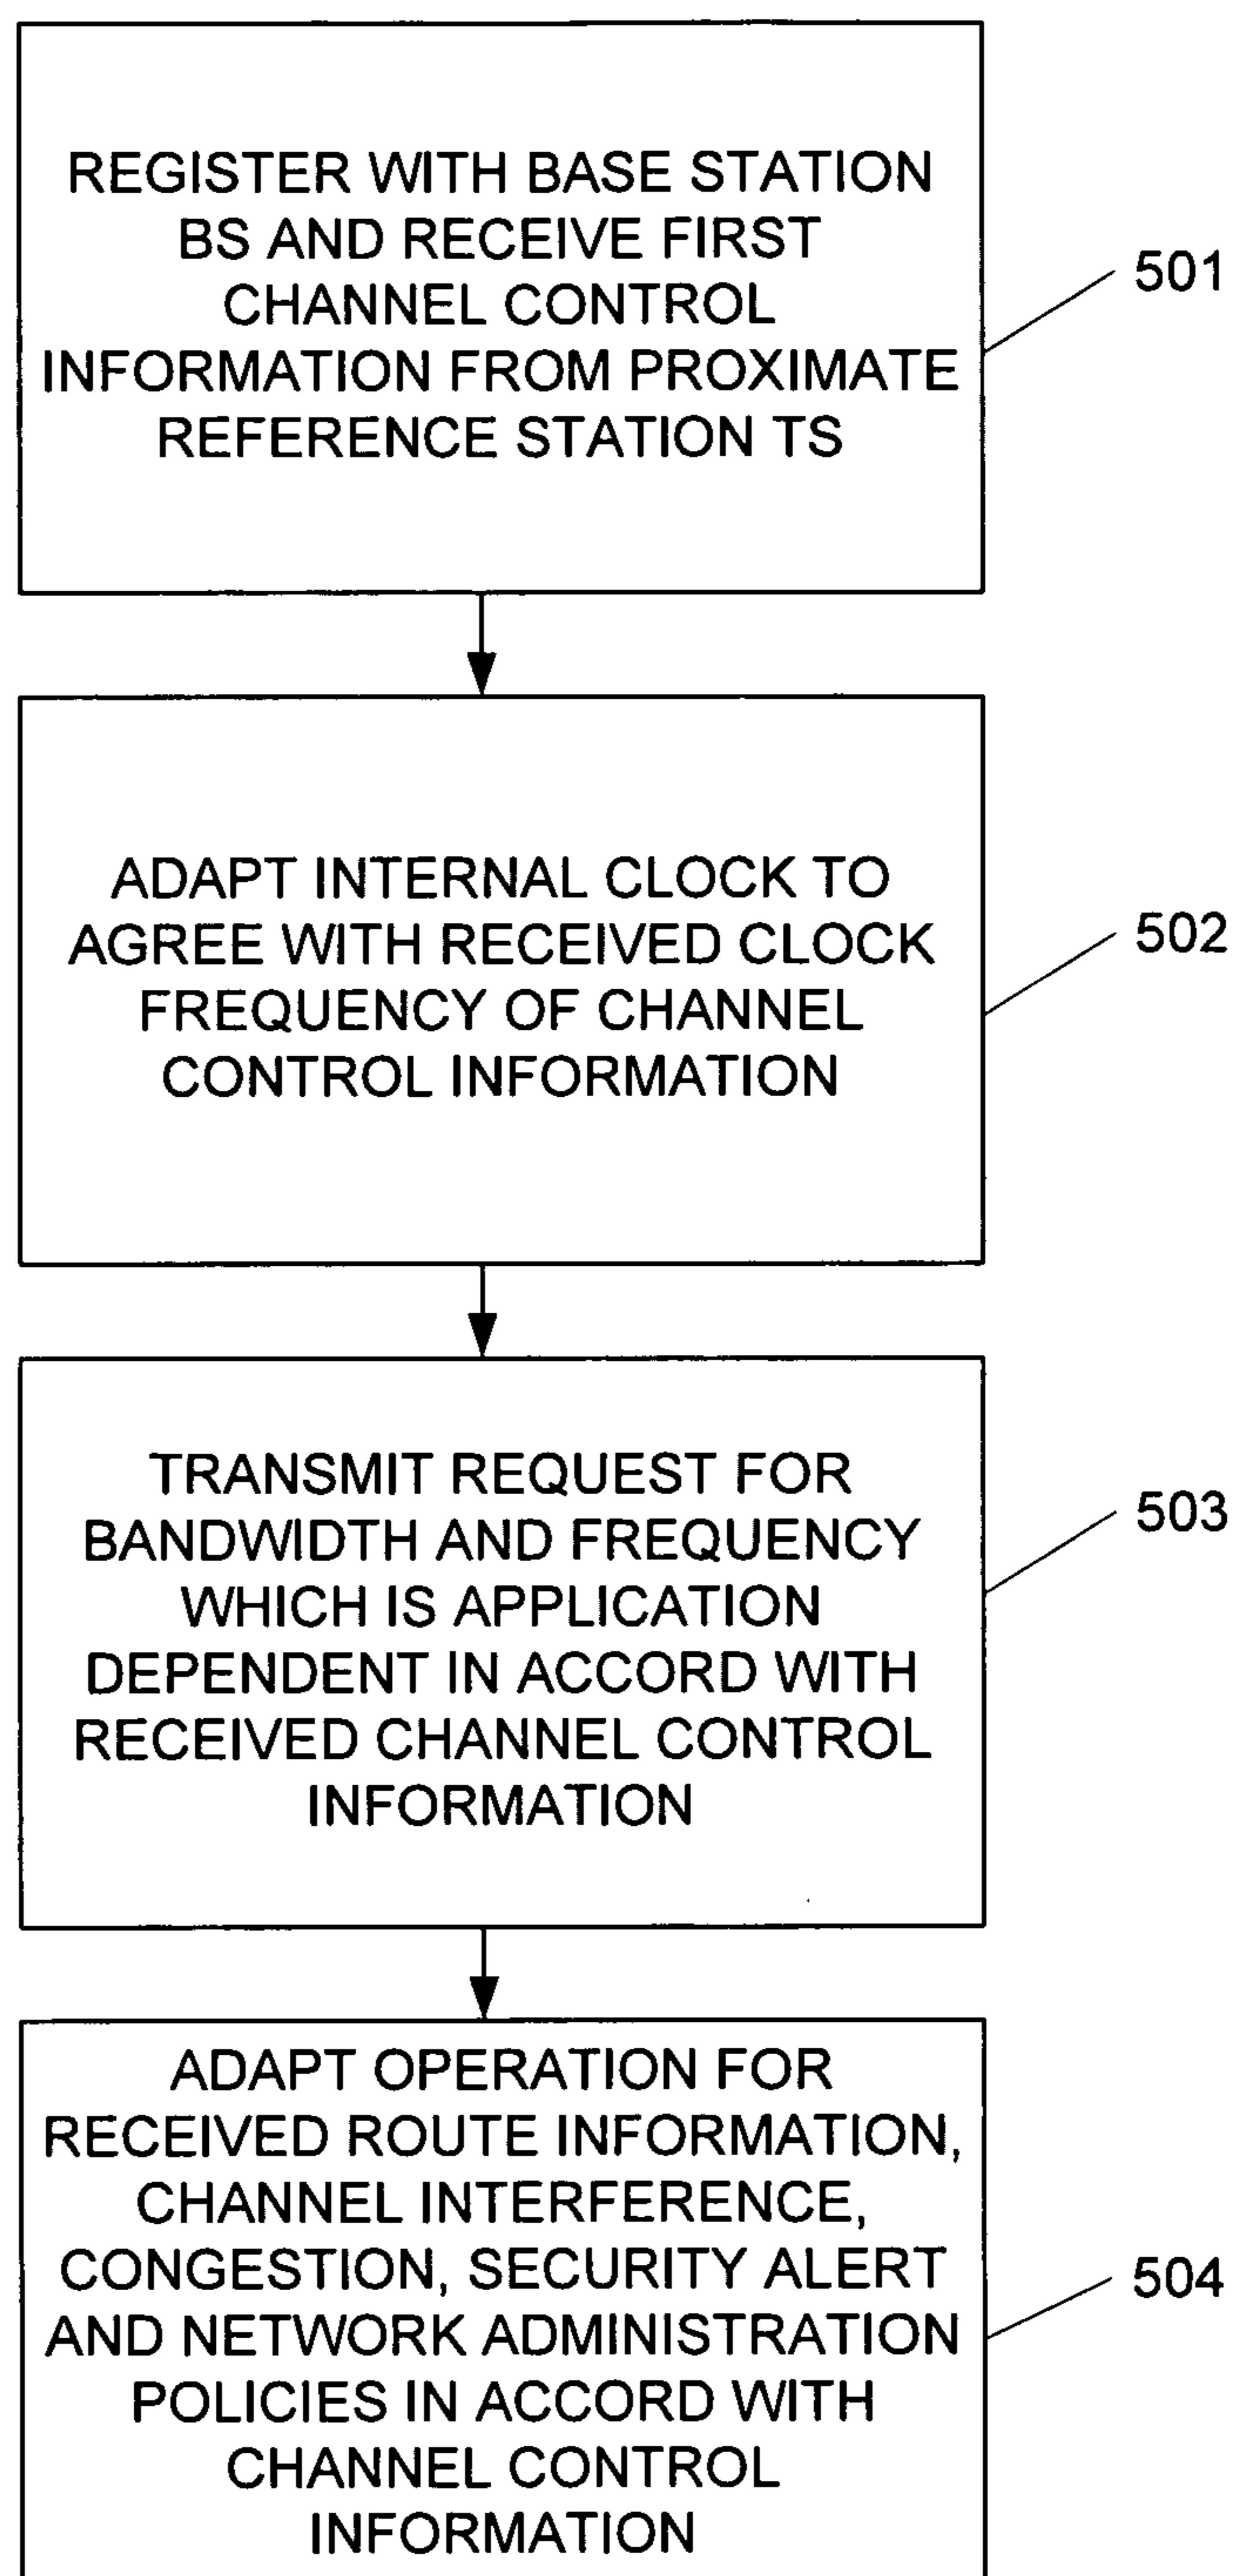 REGISTER WITH BASE STATION
BS AND RECEIVE FIRST
CHANNEL CONTROL
INFORMATION FROM PROXIMATE
REFERENCE STATION TS
501
ADAPT INTERNAL CLOCK TO
AGREE WITH RECEIVED CLOCK
FREQUENCY OF CHANNEL
CONTROL INFORMATION
502
TRANSMIT REQUEST FOR
BANDWIDTH AND FREQUENCY
WHICH IS APPLICATION
DEPENDENT IN ACCORD WITH
RECEIVED CHANNEL CONTROL
INFORMATION
503
ADAPT OPERATION FOR
RECEIVED ROUTE INFORMATION,
CHANNEL INTERFERENCE,
CONGESTION, SECURITY ALERT
AND NETWORK ADMINISTRATION
POLICIES IN ACCORD WITH
CHANNEL CONTROL
INFORMATION
504